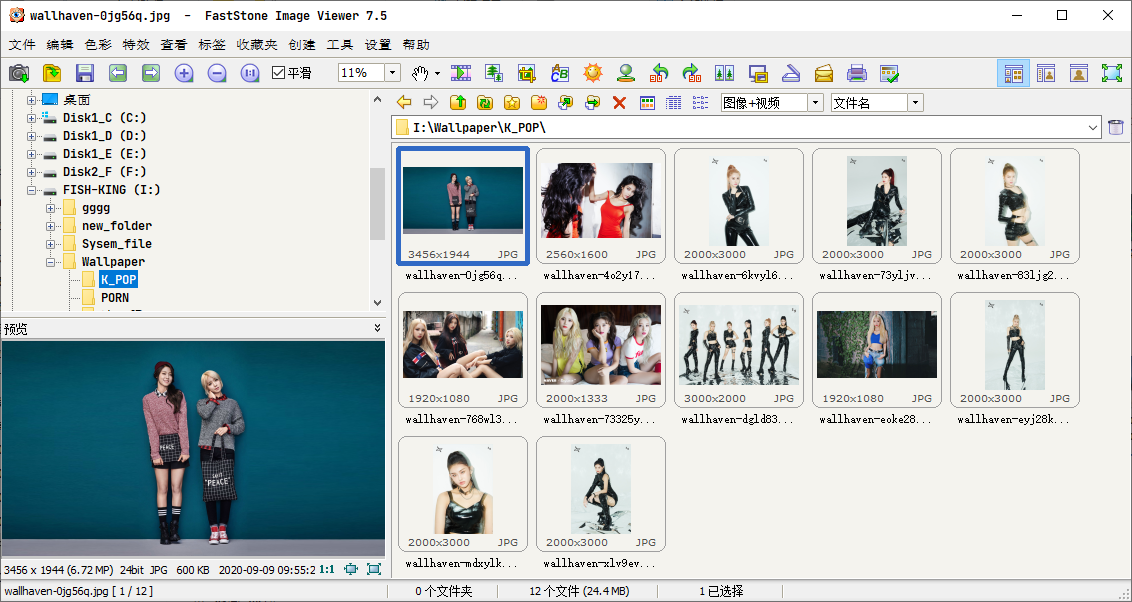 wallhaven-0jg56q.jpg - FastStone Image Viewer 7.5
文件 编辑 色彩 特效 查看 标签 收藏夹 创建 工具 设置 帮助
平滑 11%
桌面
Disk1_C (C:)
Disk1_D (D:)
Disk1_E (E:)
Disk2_F (F:)
FISH-KING (I:)
gggg
new_folder
Sysem_file
Wallpaper
K_POP
PORN
预览
PEACE
"PEACE"
3456 x 1944 (6.72 MP) 24bit JPG 600 KB 2020-09-09 09:55:2 1:1
图像+视频 文件名
I:\Wallpaper\K_POP\
3456x1944 JPG 2560x1600 JPG 2000x3000 JPG 2000x3000 JPG 2000x3000 JPG
wallhaven-0jg56q... wallhaven-4o2y17... wallhaven-6kvyl6... wallhaven-73yljv... wallhaven-83ljg2...
1920x1080 JPG 2000x1333 JPG 3000x2000 JPG 1920x1080 JPG 2000x3000 JPG
wallhaven-768wl3... wallhaven-73325y... wallhaven-dgld83... wallhaven-eoke28... wallhaven-eyj28k...
2000x3000 JPG 2000x3000 JPG
wallhaven-mdxylk... wallhaven-xlv9ev...
wallhaven-0jg56q.jpg [ 1 / 12 ] 0 个文件夹 12 个文件 (24.4 MB) 1 已选择